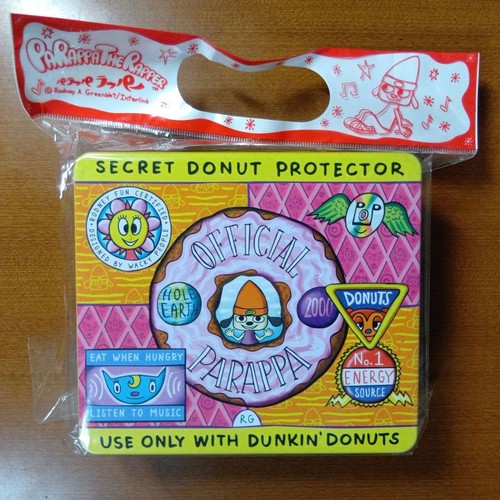 PARAPPA THE RAPPER
パラッパラッパー
© Rodney A. Greenblat/Interlink
SECRET DONUT PROTECTOR
RODNEY FUN CERTIFIED
DESIGNED BY WACKY PEOPLE
OFFICIAL
HOLE EARTH
2000
PARAPPA
DONUTS
No.1
ENERGY
SOURCE
EAT WHEN HUNGRY
LISTEN TO MUSIC
RG
USE ONLY WITH DUNKIN' DONUTS